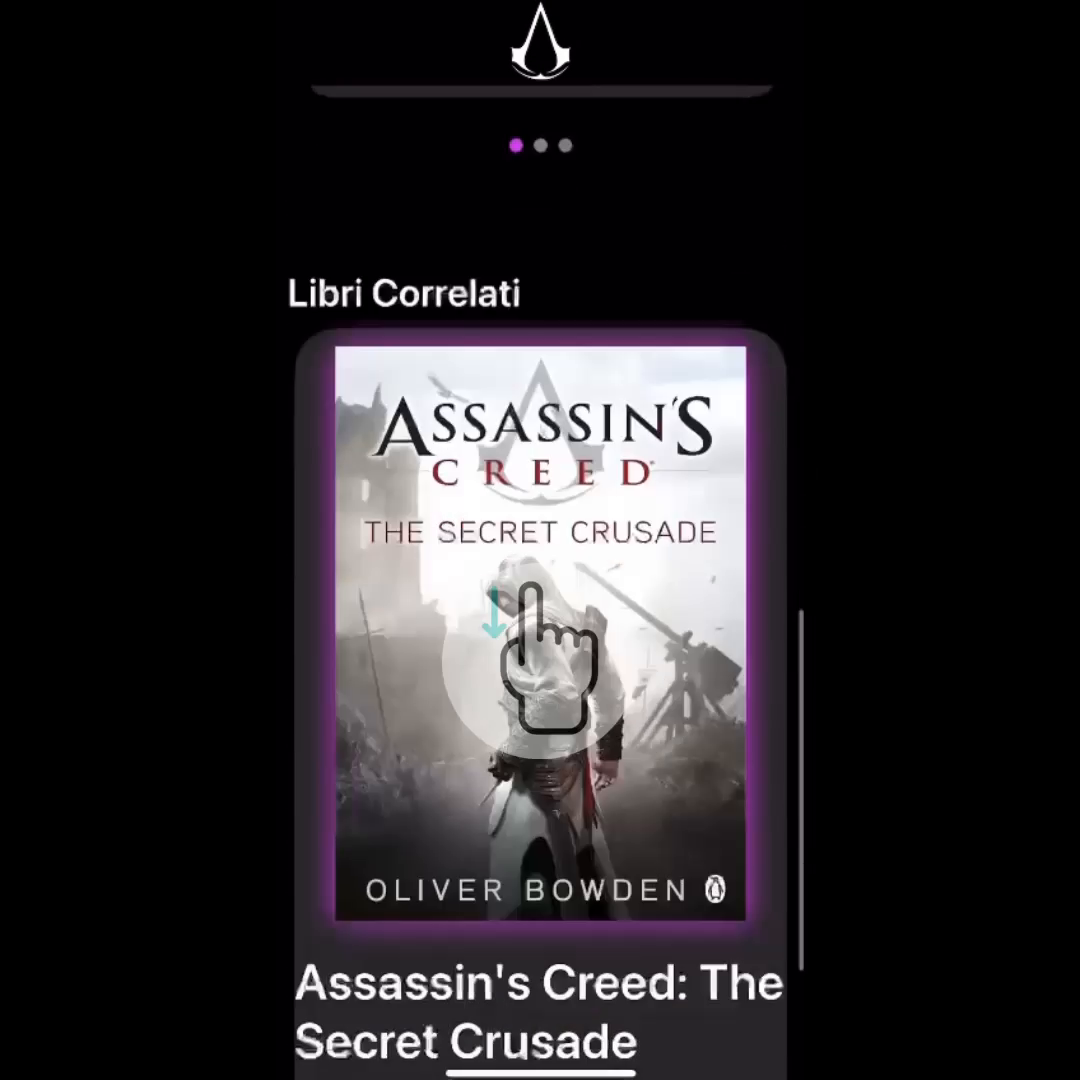 Libri Correlati
ASSASSIN'S
CREED
THE SECRET CRUSADE
OLIVER BOWDEN
Assassin's Creed: The
Secret Crusade